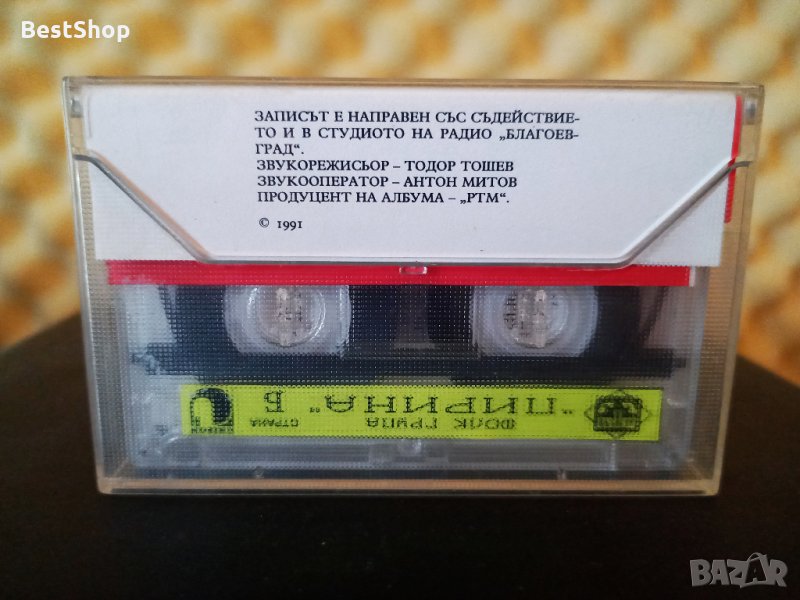 BestShop
ЗАПИСЪТ Е НАПРАВЕН СЪС СЪДЕЙСТВИЕ-
ТО И В СТУДИОТО НА РАДИО „БЛАГОЕВ-
ГРАД“.
ЗВУКОРЕЖИСЬОР – ТОДОР ТОШЕВ
ЗВУКООПЕРАТОР – АНТОН МИТОВ
ПРОДУЦЕНТ НА АЛБУМА – „РТМ“.
© 1991
ФОЛК ГРУПА СТРАНА
"ПИРИНА" Б
BAZAR